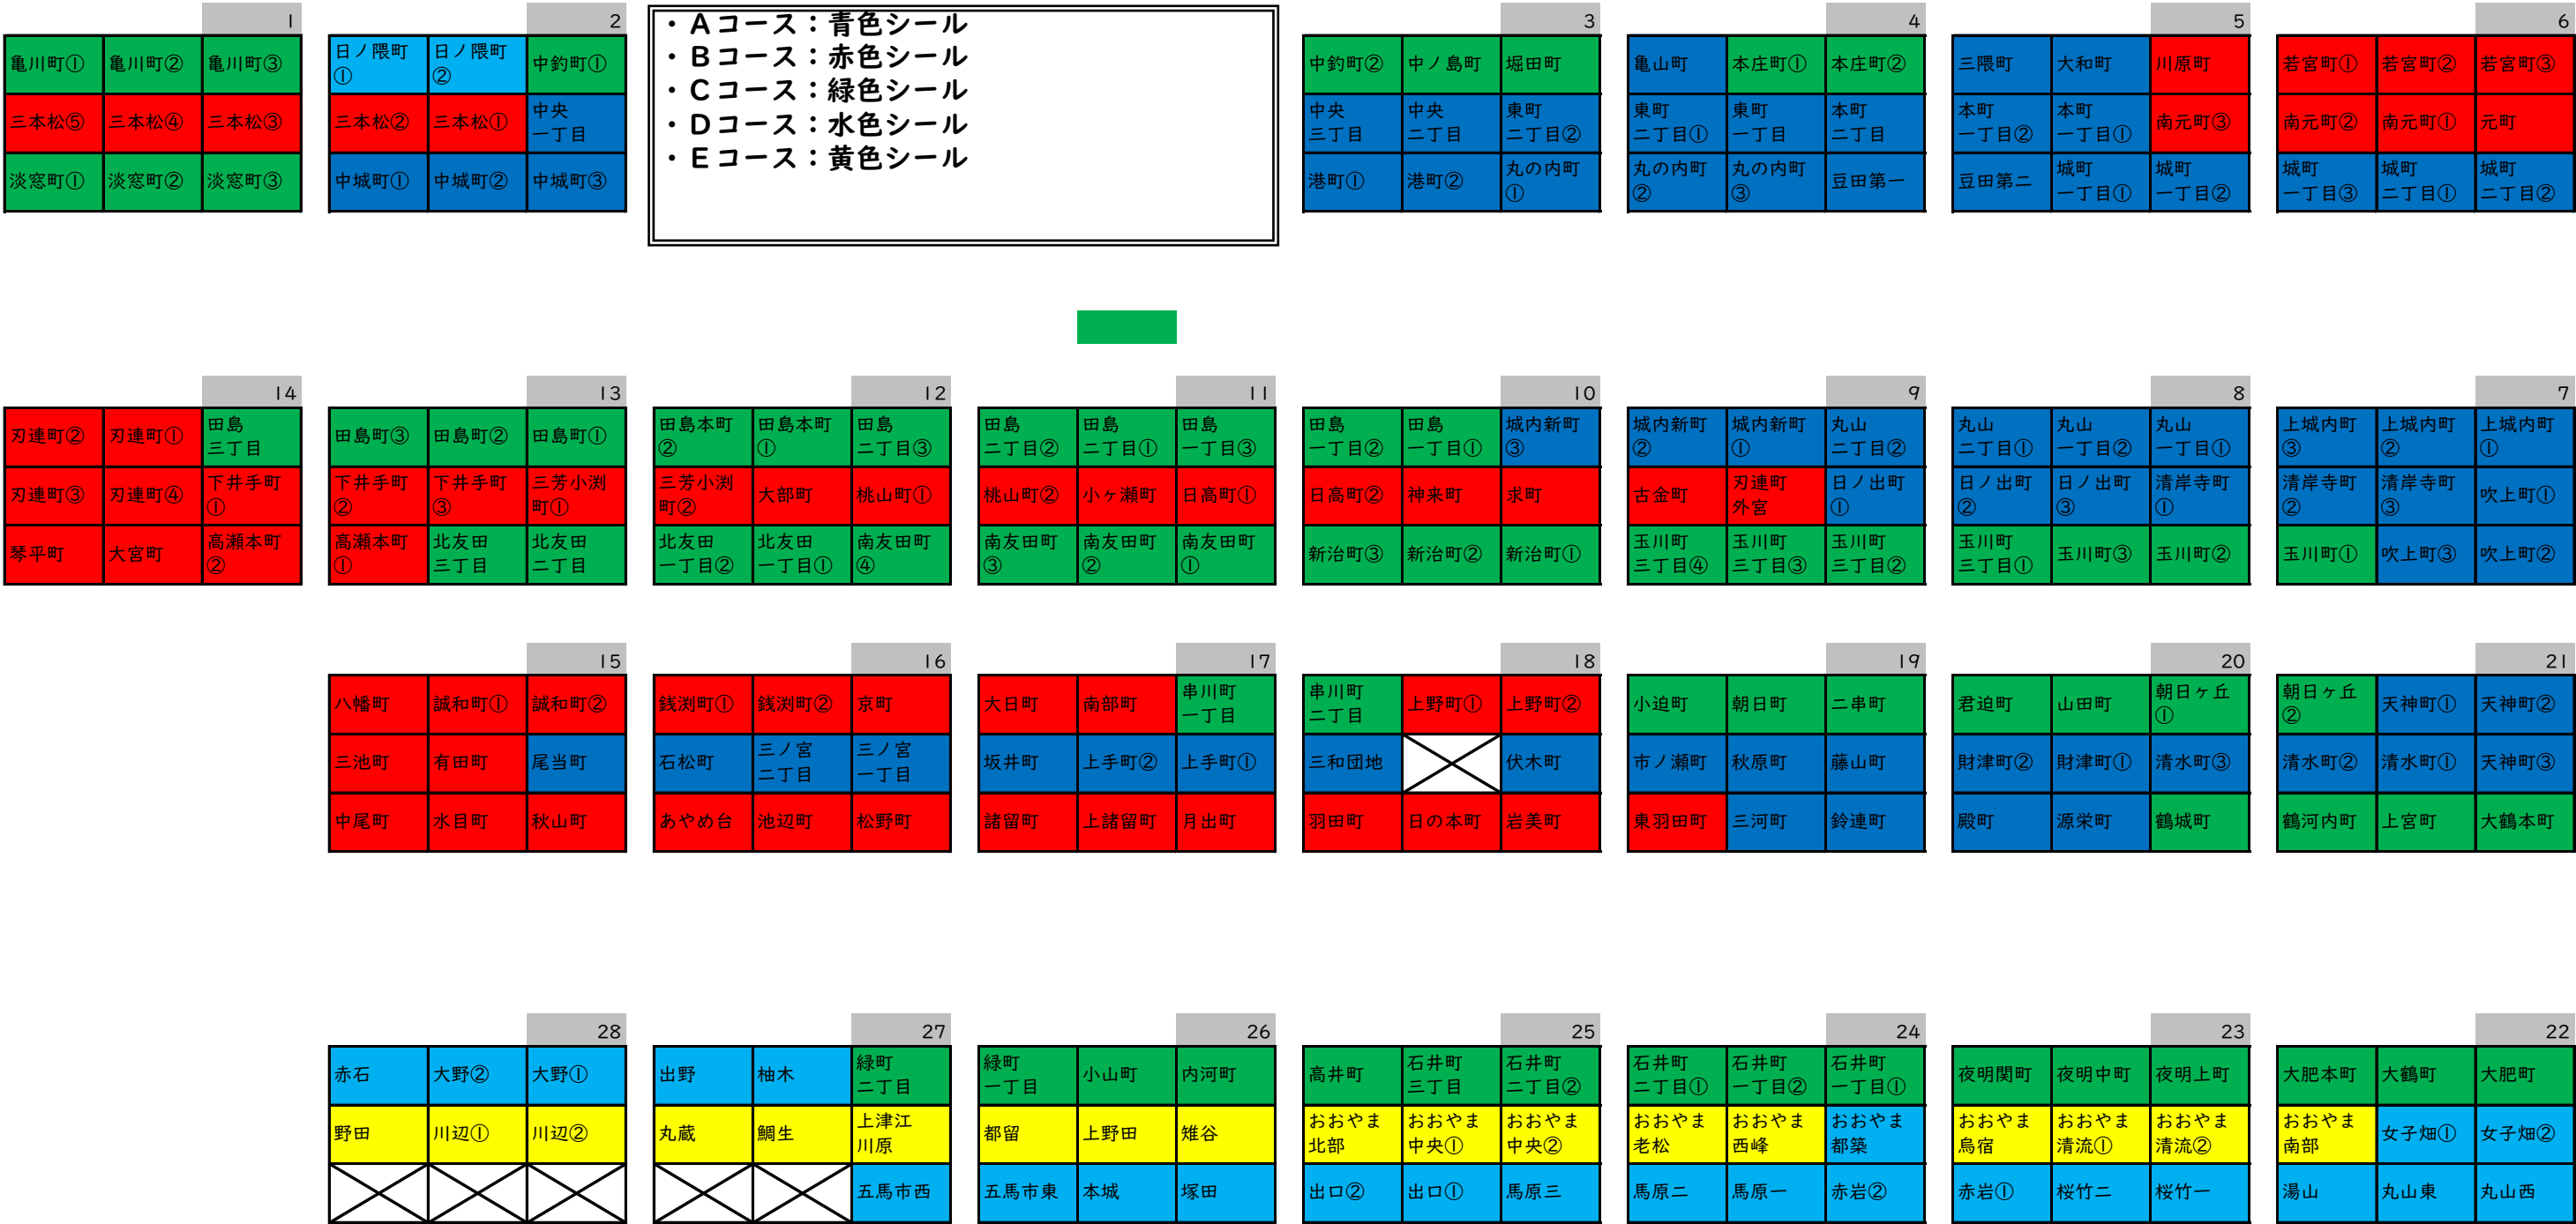 1
亀川町① 亀川町② 亀川町③
三本松⑤ 三本松④ 三本松③
淡窓町① 淡窓町② 淡窓町③
2
日ノ隈町① 日ノ隈町② 中釣町①
三本松② 三本松① 中央一丁目
中城町① 中城町② 中城町③
・Aコース：青色シール
・Bコース：赤色シール
・Cコース：緑色シール
・Dコース：水色シール
・Eコース：黄色シール
3
中釣町② 中ノ島町 堀田町
中央三丁目 中央二丁目 東町二丁目②
港町① 港町② 丸の内町①
4
亀山町 本庄町① 本庄町②
東町二丁目① 東町一丁目 本町二丁目
丸の内町② 丸の内町③ 豆田第一
5
三隈町 大和町 川原町
本町一丁目② 本町一丁目① 南元町③
豆田第二 城町一丁目① 城町一丁目②
6
若宮町① 若宮町② 若宮町③
南元町② 南元町① 元町
城町一丁目③ 城町二丁目① 城町二丁目②
14
刃連町② 刃連町① 田島三丁目
刃連町③ 刃連町④ 下井手町①
琴平町 大宮町 高瀬本町②
13
田島町③ 田島町② 田島町①
下井手町② 下井手町③ 三芳小渕町①
高瀬本町① 北友田三丁目 北友田二丁目
12
田島本町② 田島本町① 田島二丁目③
三芳小渕町② 大部町 桃山町①
北友田一丁目② 北友田一丁目① 南友田町④
11
田島二丁目② 田島二丁目① 田島一丁目③
桃山町② 小ヶ瀬町 日高町①
南友田町③ 南友田町② 南友田町①
10
田島一丁目② 田島一丁目① 城内新町③
日高町② 神来町 求町
新治町③ 新治町② 新治町①
9
城内新町② 城内新町① 丸山二丁目②
古金町 刃連町外宮 日ノ出町①
玉川町三丁目④ 玉川町三丁目③ 玉川町三丁目②
8
丸山二丁目① 丸山一丁目② 丸山一丁目①
日ノ出町② 日ノ出町③ 清岸寺町①
玉川町三丁目① 玉川町③ 玉川町②
7
上城内町③ 上城内町② 上城内町①
清岸寺町② 清岸寺町③ 吹上町①
玉川町① 吹上町③ 吹上町②
15
八幡町 誠和町① 誠和町②
三池町 有田町 尾当町
中尾町 水目町 秋山町
16
銭渕町① 銭渕町② 京町
石松町 三ノ宮二丁目 三ノ宮一丁目
あやめ台 池辺町 松野町
17
大日町 南部町 串川町一丁目
坂井町 上手町② 上手町①
諸留町 上諸留町 月出町
18
串川町二丁目 上野町① 上野町②
三和団地 伏木町
羽田町 日の本町 岩美町
19
小迫町 朝日町 二串町
市ノ瀬町 秋原町 藤山町
東羽田町 三河町 鈴連町
20
君迫町 山田町 朝日ヶ丘①
財津町② 財津町① 清水町③
殿町 源栄町 鶴城町
21
朝日ヶ丘② 天神町① 天神町②
清水町② 清水町① 天神町③
鶴河内町 上宮町 大鶴本町
28
赤石 大野② 大野①
野田 川辺① 川辺②
27
出野 柚木 緑町二丁目
丸蔵 鯛生 上津江川原
五馬市西
26
緑町一丁目 小山町 内河町
都留 上野田 雉谷
五馬市東 本城 塚田
25
高井町 石井町三丁目 石井町二丁目②
おおやま北部 おおやま中央① おおやま中央②
出口② 出口① 馬原三
24
石井町二丁目① 石井町一丁目② 石井町一丁目①
おおやま老松 おおやま西峰 おおやま都築
馬原二 馬原一 赤岩②
23
夜明関町 夜明中町 夜明上町
おおやま烏宿 おおやま清流① おおやま清流②
赤岩① 桜竹二 桜竹一
22
大肥本町 大鶴町 大肥町
おおやま南部 女子畑① 女子畑②
湯山 丸山東 丸山西